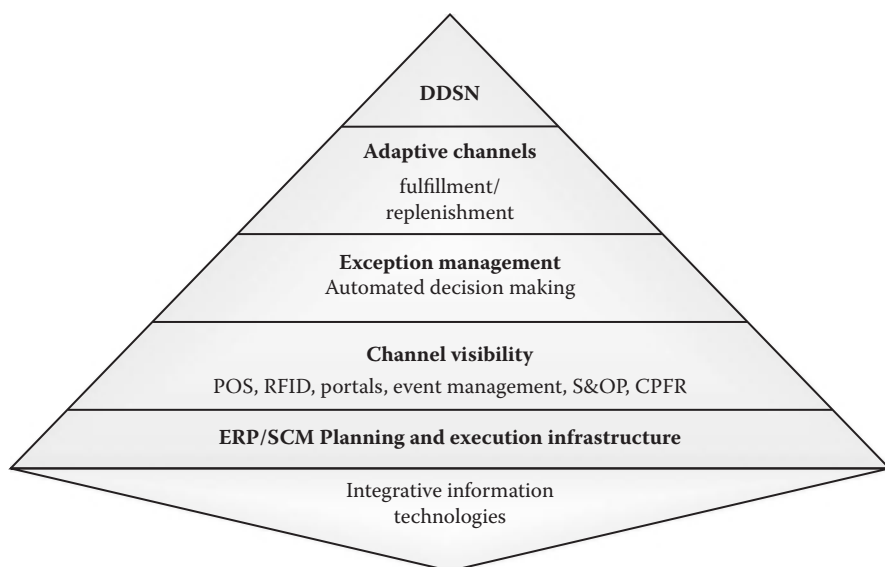 DDSN
Adaptive channels
fulfillment/
replenishment
Exception management
Automated decision making
Channel visibility
POS, RFID, portals, event management, S&OP, CPFR
ERP/SCM Planning and execution infrastructure
Integrative information
technologies